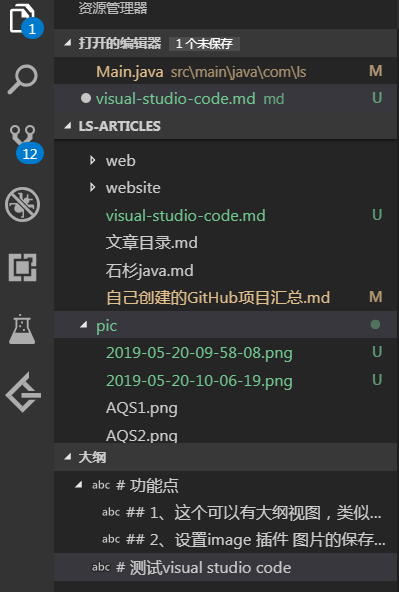 资源管理器
1
打开的编辑器 1 个未保存
Main.java src\main\java\com\ls M
visual-studio-code.md md U
LS-ARTICLES
12
web
website
visual-studio-code.md U
文章目录.md
石杉java.md
自己创建的GitHub项目汇总.md M
pic
2019-05-20-09-58-08.png U
2019-05-20-10-06-19.png U
AQS1.png
AQS2.png
大纲
abc # 功能点
abc ## 1、这个可以有大纲视图，类似...
abc ## 2、设置image 插件 图片的保存...
abc # 测试visual studio code